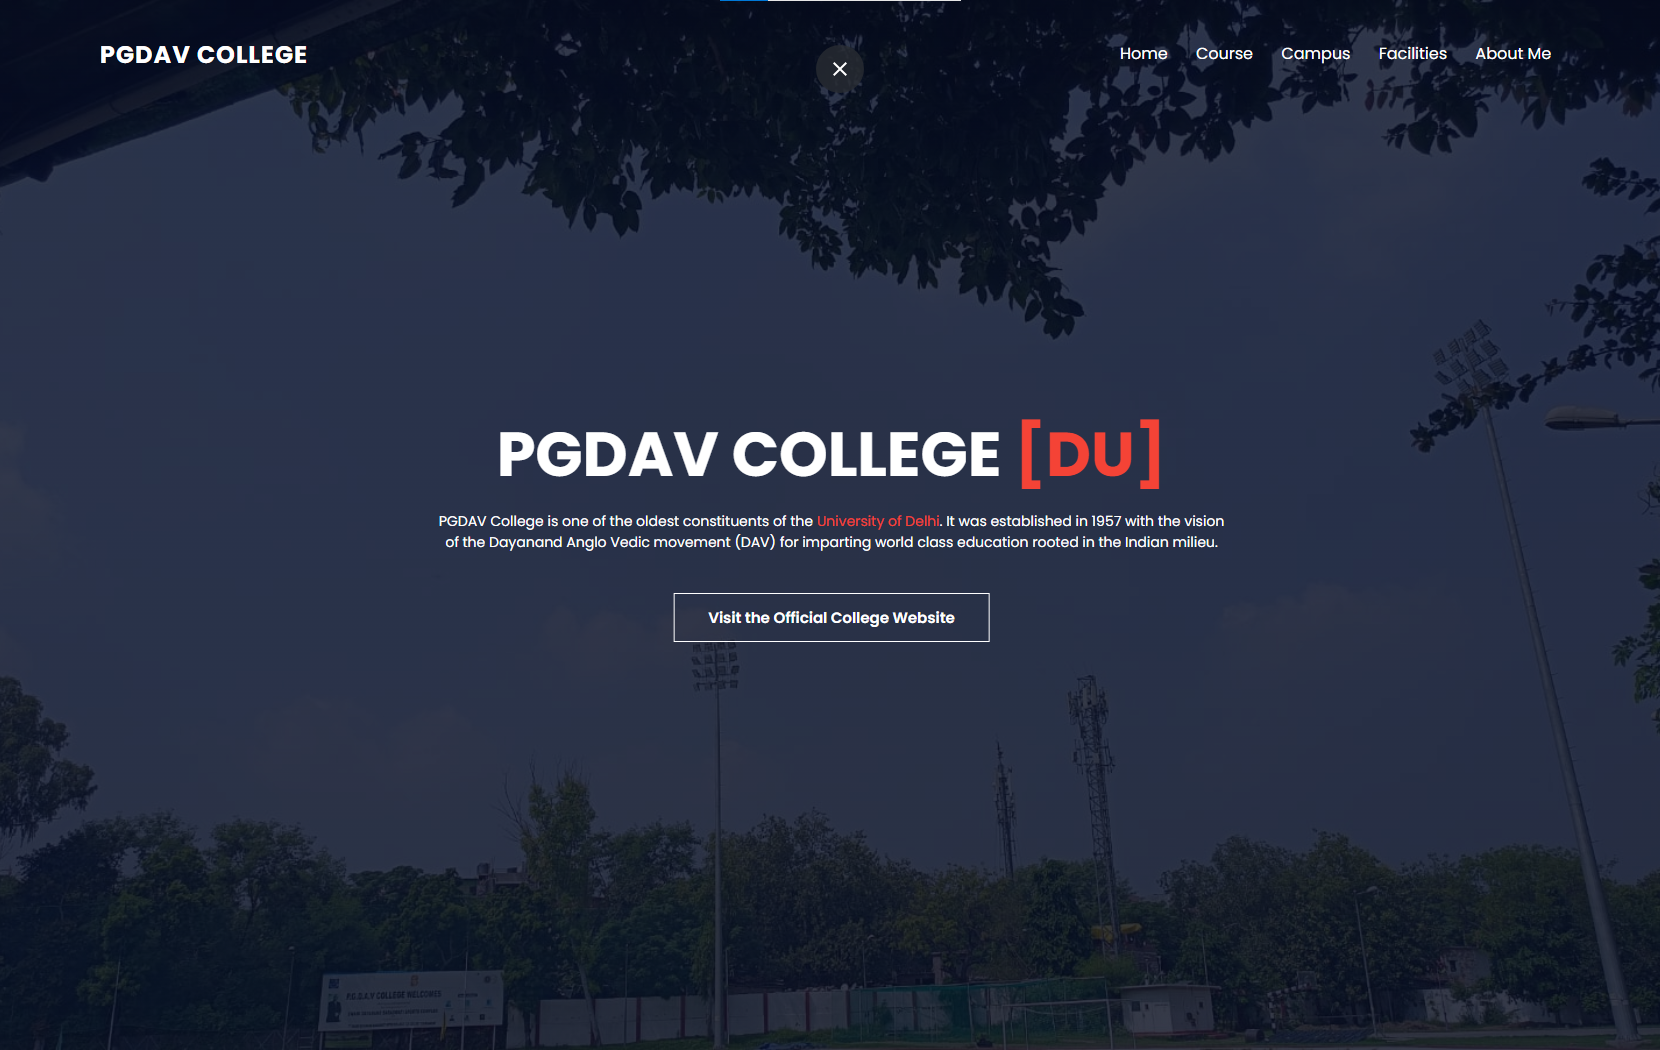 PGDAV COLLEGE
Home Course Campus Facilities About Me
PGDAV COLLEGE [DU]
PGDAV College is one of the oldest constituents of the University of Delhi. It was established in 1957 with the vision
of the Dayanand Anglo Vedic movement (DAV) for imparting world class education rooted in the Indian milieu.
Visit the Official College Website
P.G.D.A.V COLLEGE WELCOMES